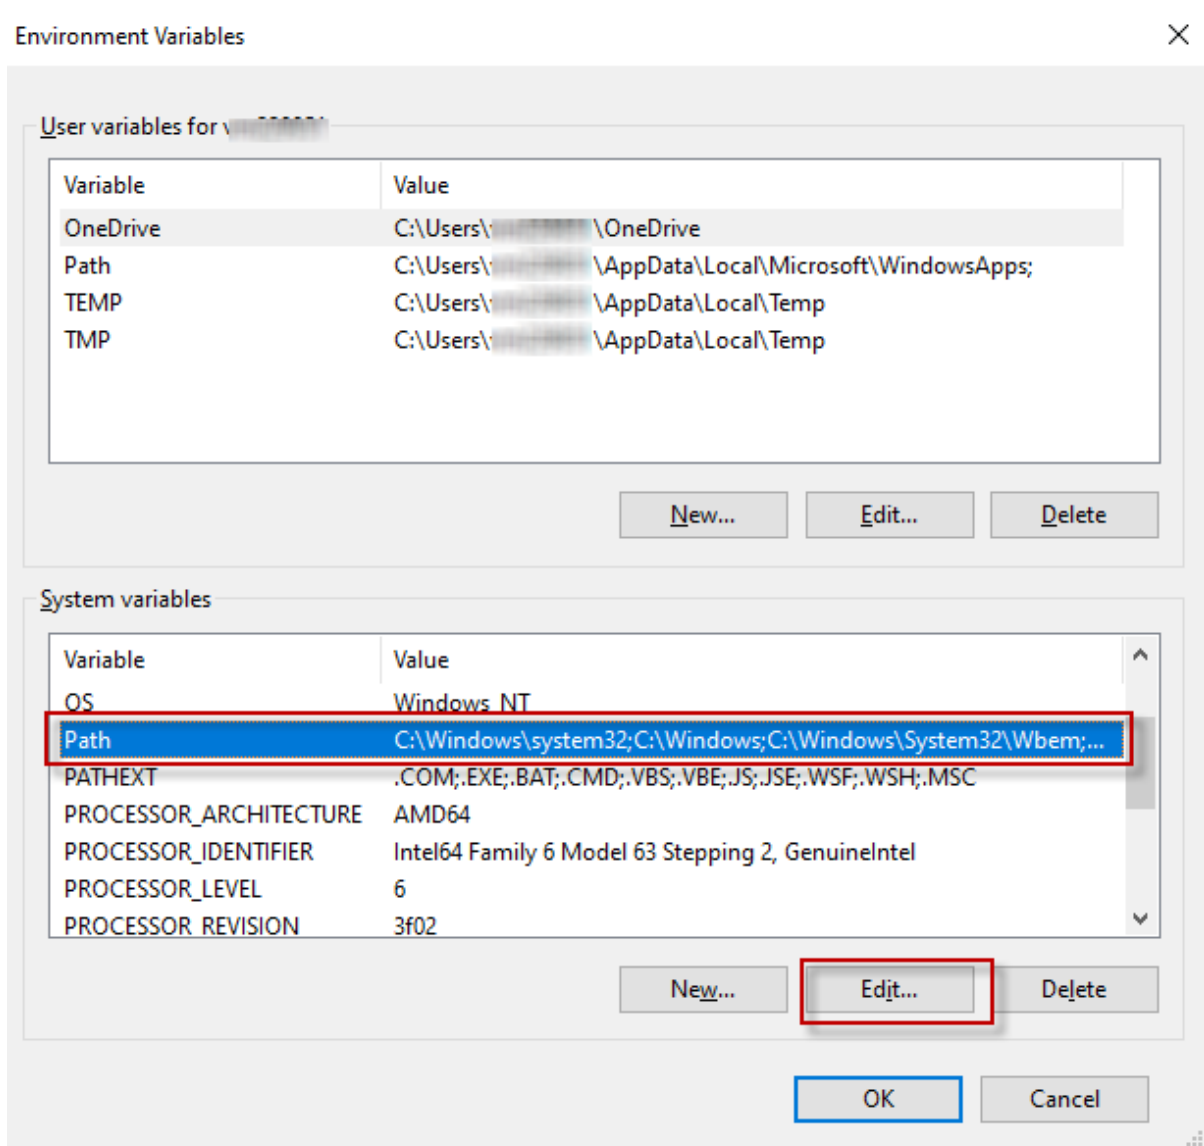 Environment Variables
User variables for
Variable Value
OneDrive C:\Users\ \OneDrive
Path C:\Users\ \AppData\Local\Microsoft\WindowsApps;
TEMP C:\Users\ \AppData\Local\Temp
TMP C:\Users\ \AppData\Local\Temp
New... Edit... Delete
System variables
Variable Value
OS Windows_NT
Path C:\Windows\system32;C:\Windows;C:\Windows\System32\Wbem;...
PATHEXT .COM;.EXE;.BAT;.CMD;.VBS;.VBE;.JS;.JSE;.WSF;.WSH;.MSC
PROCESSOR_ARCHITECTURE AMD64
PROCESSOR_IDENTIFIER Intel64 Family 6 Model 63 Stepping 2, GenuineIntel
PROCESSOR_LEVEL 6
PROCESSOR_REVISION 3f02
New... Edit... Delete
OK Cancel